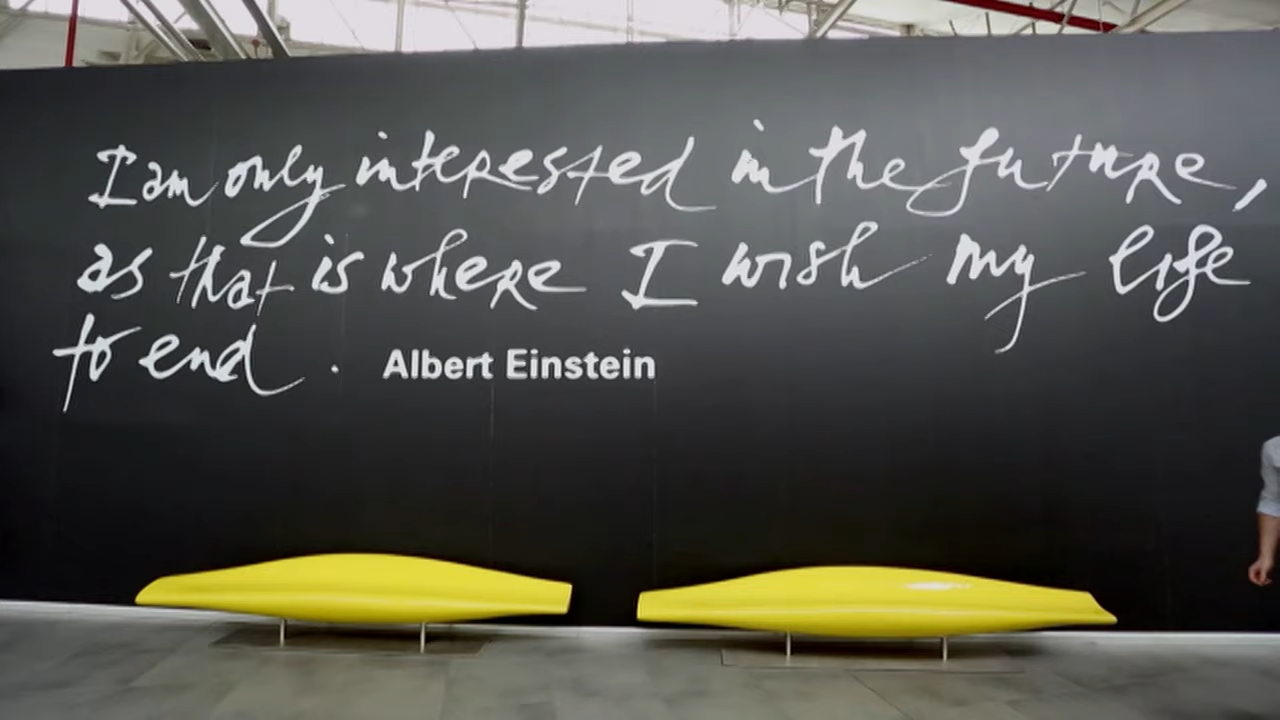 I am only interested in the future,
as that is where I wish my life
to end. Albert Einstein